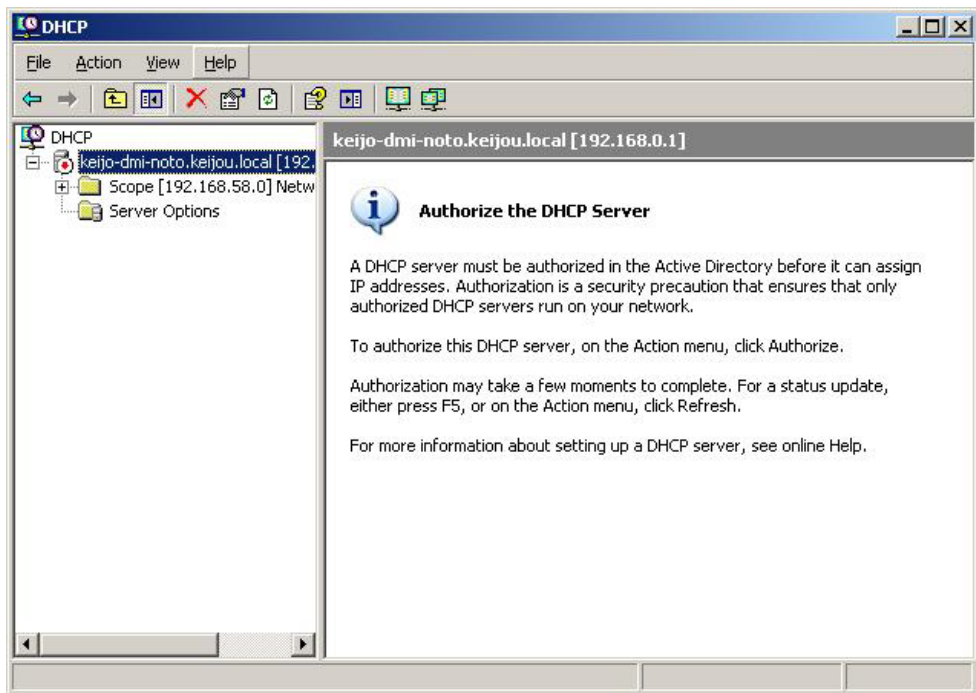 DHCP
File Action View Help
DHCP
keijo-dmi-noto.keijou.local [192.
Scope [192.168.58.0] Netw
Server Options
keijo-dmi-noto.keijou.local [192.168.0.1]
Authorize the DHCP Server
A DHCP server must be authorized in the Active Directory before it can assign
IP addresses. Authorization is a security precaution that ensures that only
authorized DHCP servers run on your network.
To authorize this DHCP server, on the Action menu, click Authorize.
Authorization may take a few moments to complete. For a status update,
either press F5, or on the Action menu, click Refresh.
For more information about setting up a DHCP server, see online Help.